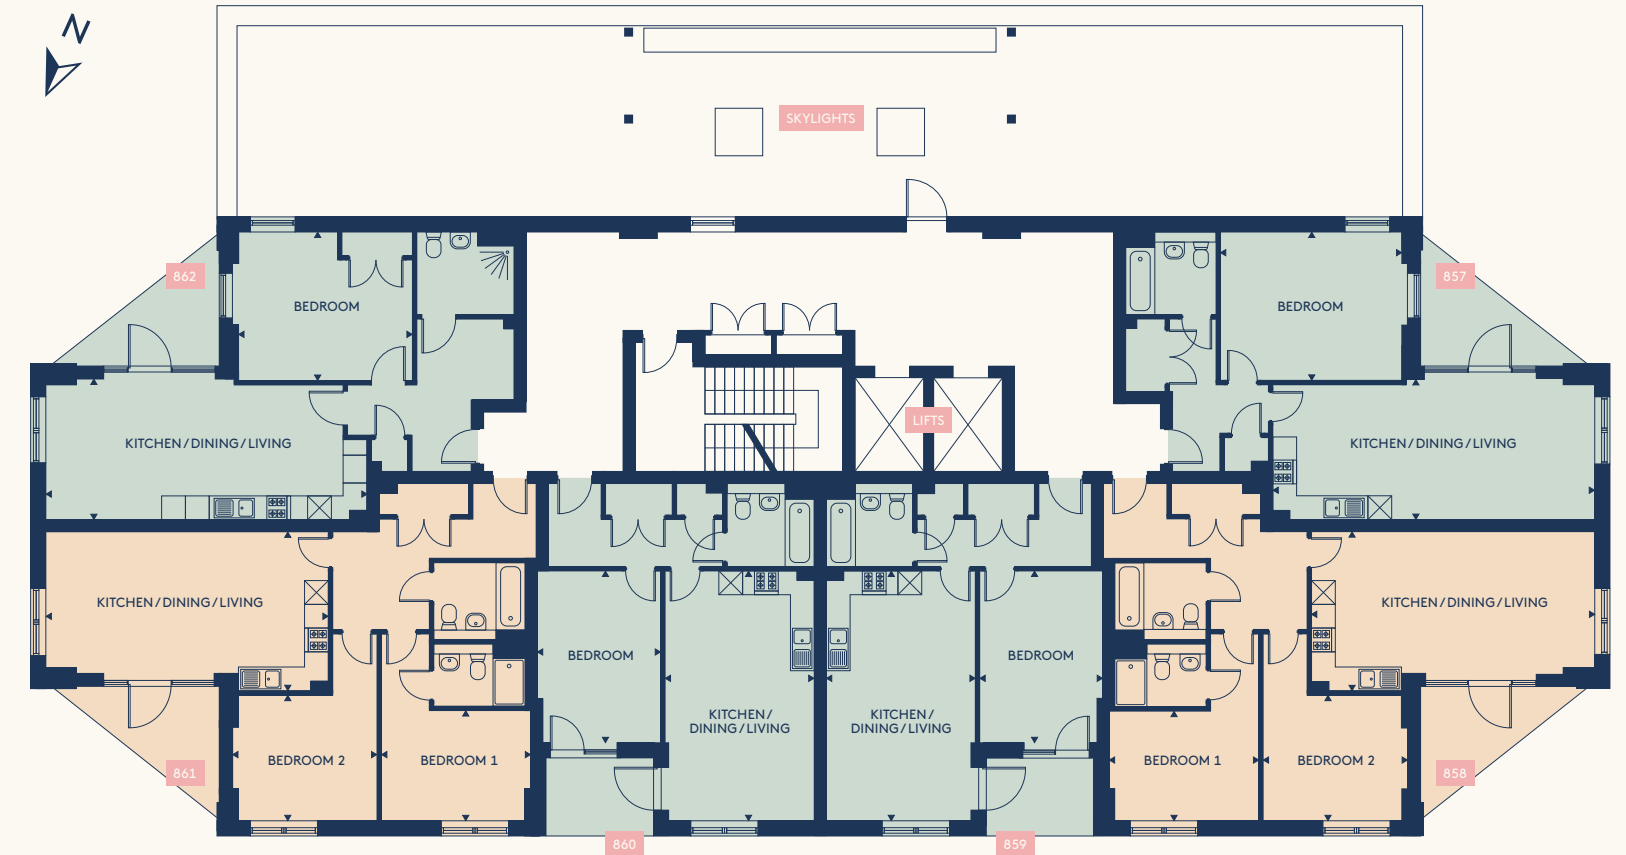 N
SKYLIGHTS
862
857
BEDROOM
BEDROOM
LIFTS
KITCHEN / DINING / LIVING
KITCHEN / DINING / LIVING
KITCHEN / DINING / LIVING
KITCHEN / DINING / LIVING
BEDROOM
BEDROOM
KITCHEN /
DINING / LIVING
KITCHEN /
DINING / LIVING
BEDROOM 2
BEDROOM 1
BEDROOM 1
BEDROOM 2
861
858
860
859